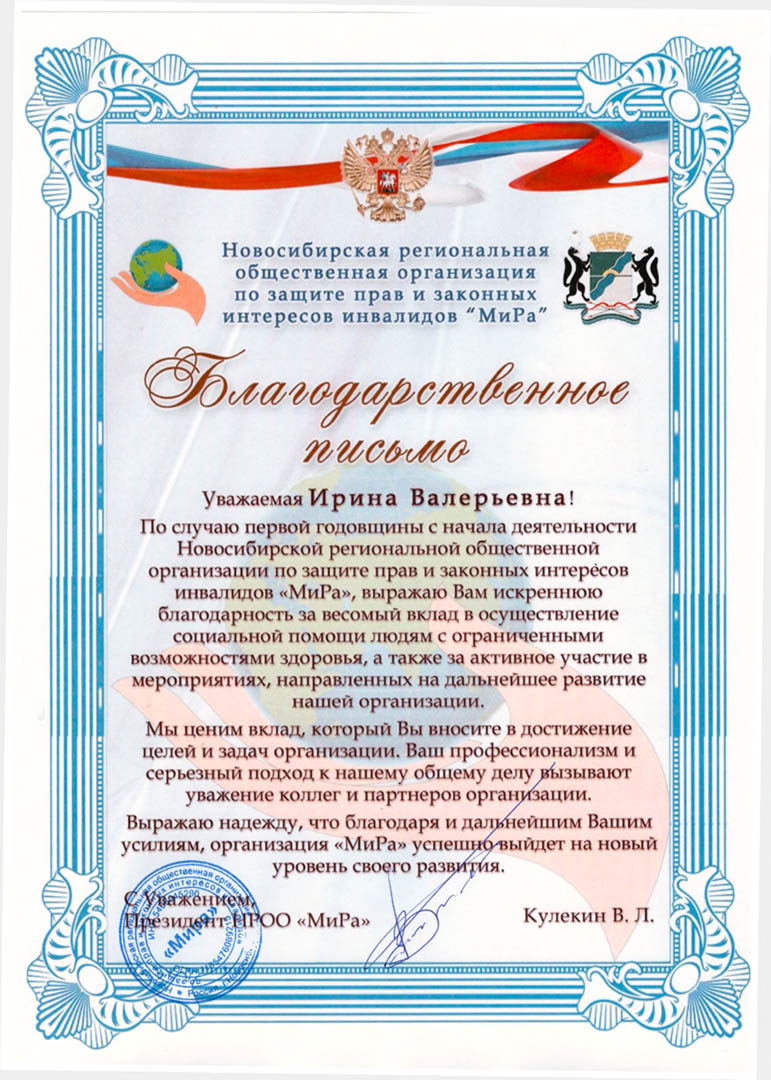 Новосибирская региональная
общественная организация
по защите прав и законных
интересов инвалидов “МиРа”
Благодарственное
письмо
Уважаемая Ирина Валерьевна!
По случаю первой годовщины с начала деятельности
Новосибирской региональной общественной
организации по защите прав и законных интересов
инвалидов «МиРа», выражаю Вам искреннюю
благодарность за весомый вклад в осуществление
социальной помощи людям с ограниченными
возможностями здоровья, а также за активное участие в
мероприятиях, направленных на дальнейшее развитие
нашей организации.
Мы ценим вклад, который Вы вносите в достижение
целей и задач организации. Ваш профессионализм и
серьезный подход к нашему общему делу вызывают
уважение коллег и партнеров организации.
Выражаю надежду, что благодаря и дальнейшим Вашим
усилиям, организация «МиРа» успешно выйдет на новый
уровень своего развития.
С Уважением,
Президент НРОО «МиРа»
Кулекин В. Л.
«МиРа»